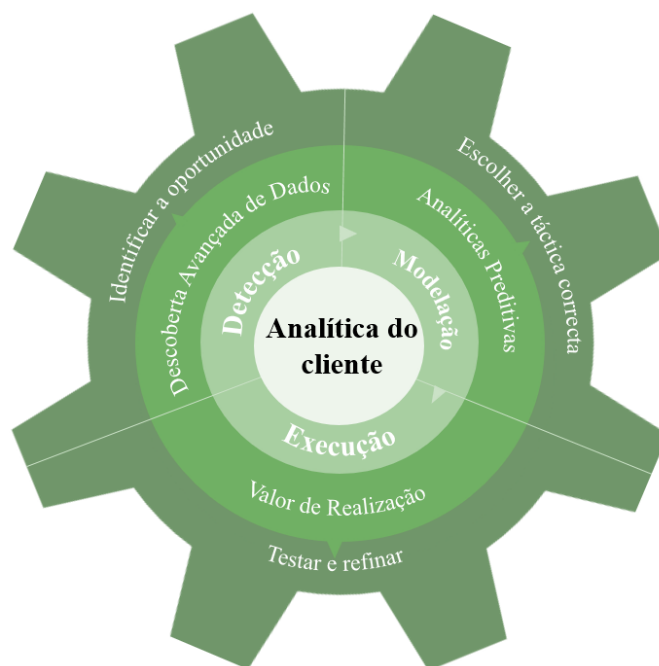 Identificar a oportunidade
Escolher a táctica correcta
Descoberta Avançada de Dados
Analíticas Preditivas
Detecção
Modelação
Analítica do
cliente
Execução
Valor de Realização
Testar e refinar